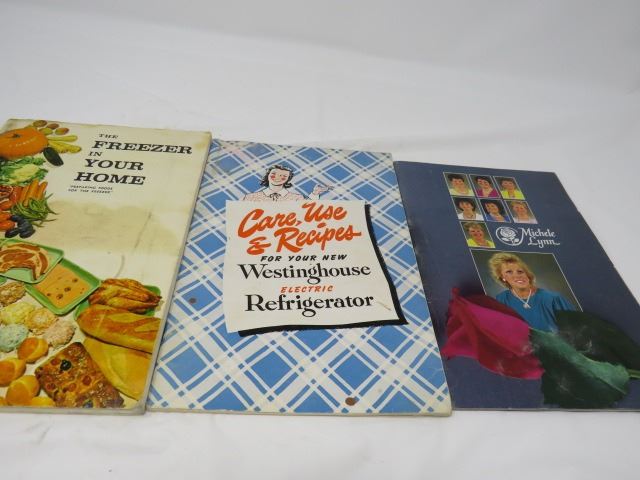 THE
FREEZER
IN
YOUR
HOME
"PREPARING FOODS
FOR THE FREEZER"
Care, Use
& Recipes
FOR YOUR NEW
Westinghouse
ELECTRIC
Refrigerator
Michele
Lynn